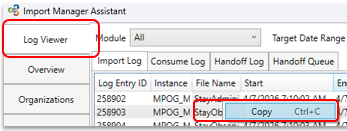 Import Manager Assistant
Log Viewer
Module All Target Date Range
Overview
Import Log Consume Log Handoff Log Handoff Queue
Log Entry ID Instance File Name Start
258902 MPOG_M StayAdmin 4/7/2026 7:19:03 AM
Organizations
258903 MPOG_M StayOb
Copy Ctrl+C